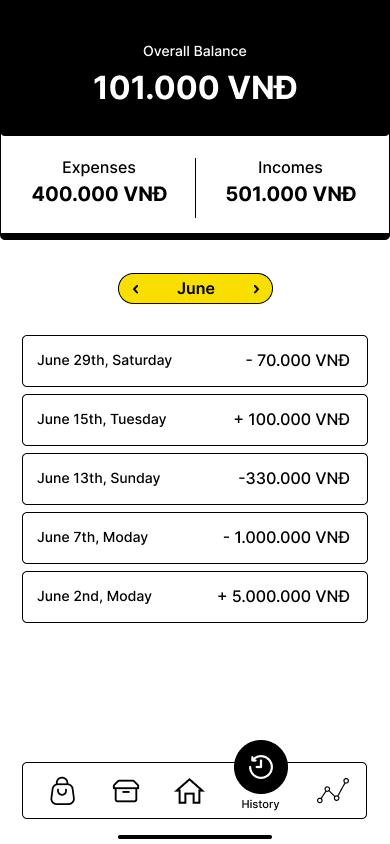 Overall Balance
101.000 VNĐ
Expenses
Incomes
400.000 VNĐ
501.000 VNĐ
June
June 29th, Saturday
- 70.000 VNĐ
June 15th, Tuesday
+ 100.000 VNĐ
June 13th, Sunday
-330.000 VNĐ
June 7th, Moday
- 1.000.000 VNĐ
June 2nd, Moday
+ 5.000.000 VNĐ
History